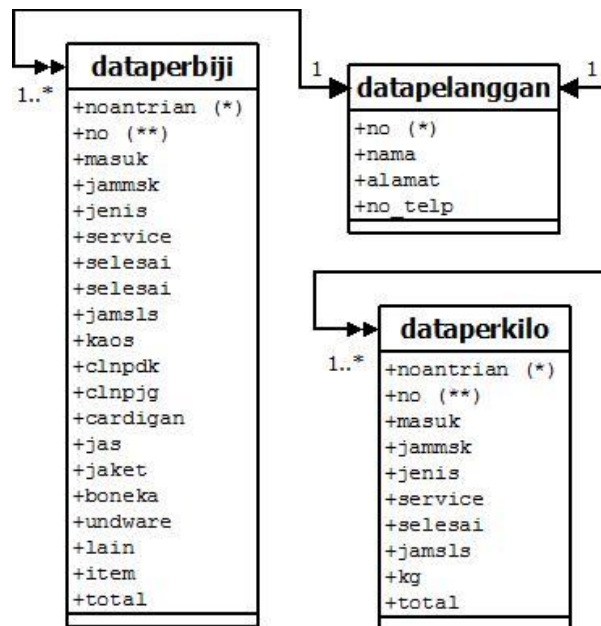 dataperbiji
1..*
+noantrian (*)
+no (**)
+masuk
+jammsk
+jenis
+service
+selesai
+selesai
+jamsls
+kaos
+clnpdk
+clnpjg
+cardigan
+jas
+jaket
+boneka
+undware
+lain
+item
+total
1
datapelanggan
1
+no (*)
+nama
+alamat
+no_telp
dataperkilo
1..*
+noantrian (*)
+no (**)
+masuk
+jammsk
+jenis
+service
+selesai
+jamsls
+kg
+total